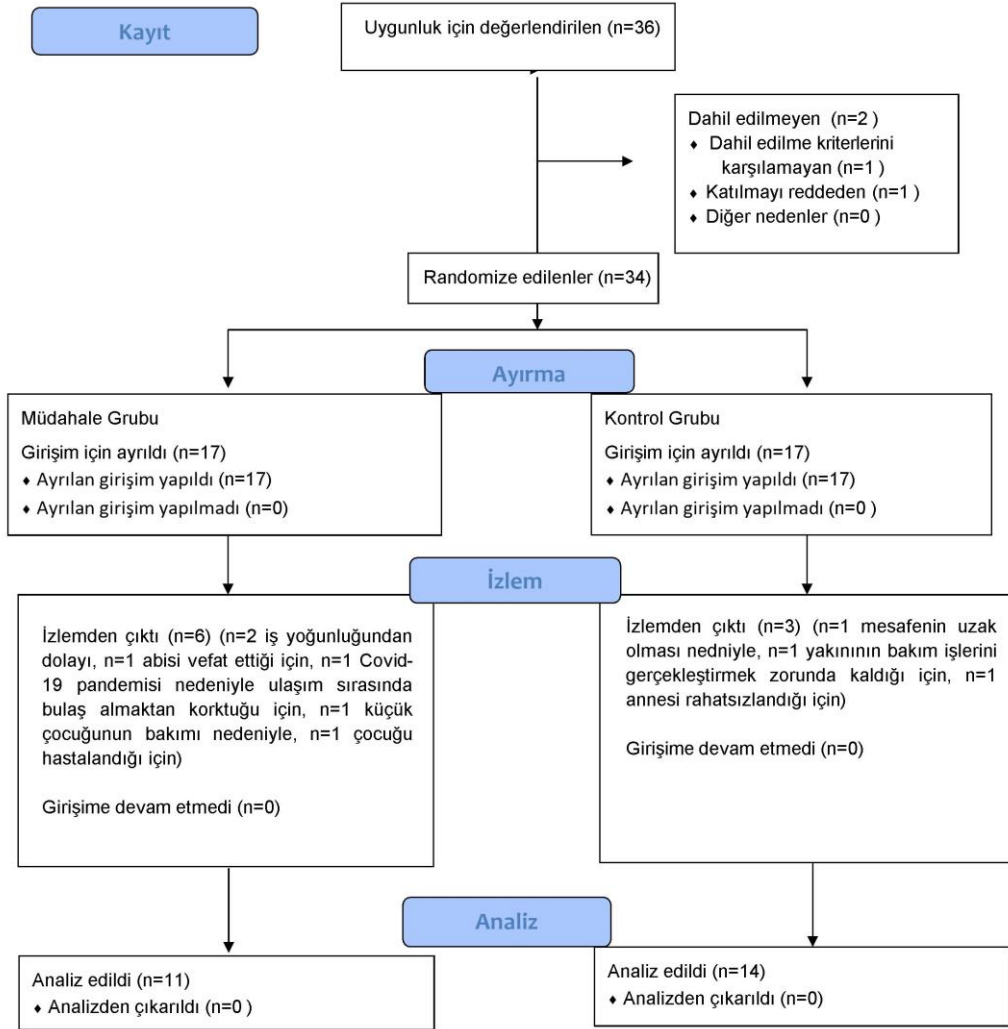 Kayıt
Uygunluk için değerlendirilen (n=36)
Dahil edilmeyen (n=2 )
♦ Dahil edilme kriterlerini
karşılamayan (n=1 )
♦ Katılmayı reddeden (n=1 )
♦ Diğer nedenler (n=0 )
Randomize edilenler (n=34)
Ayırma
Müdahale Grubu
Girişim için ayrıldı (n=17)
♦ Ayrılan girişim yapıldı (n=17)
♦ Ayrılan girişim yapılmadı (n=0)
Kontrol Grubu
Girişim için ayrıldı (n=17)
♦ Ayrılan girişim yapıldı (n=17)
♦ Ayrılan girişim yapılmadı (n=0 )
İzlem
İzlemden çıktı (n=6) (n=2 iş yoğunluğundan
dolayı, n=1 abisi vefat ettiği için, n=1 Covid-
19 pandemisi nedeniyle ulaşım sırasında
bulaş almaktan korktuğu için, n=1 küçük
çocuğunun bakımı nedeniyle, n=1 çocuğu
hastalandığı için)
Girişime devam etmedi (n=0)
İzlemden çıktı (n=3) (n=1 mesafenin uzak
olması nedniyle, n=1 yakınının bakım işlerini
gerçekleştirmek zorunda kaldığı için, n=1
annesi rahatsızlandığı için)
Girişime devam etmedi (n=0)
Analiz
Analiz edildi (n=11)
♦ Analizden çıkarıldı (n=0 )
Analiz edildi (n=14)
♦ Analizden çıkarıldı (n=0)